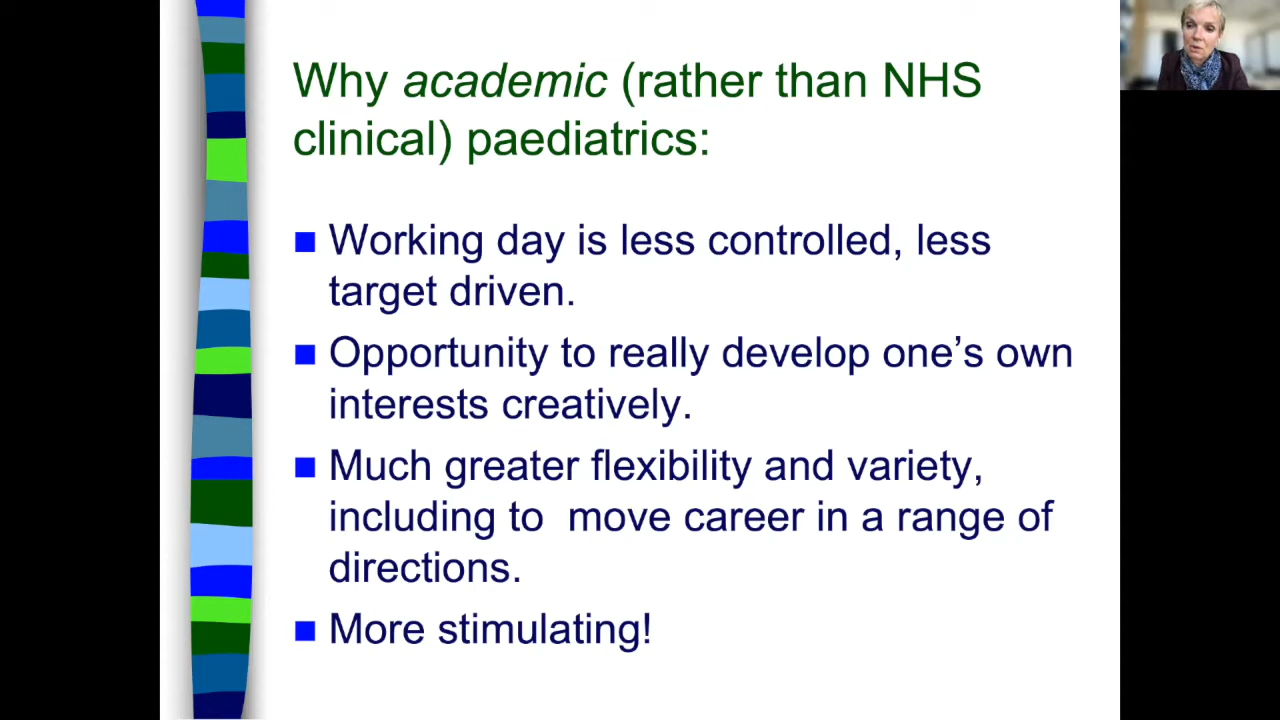 Why academic (rather than NHS
clinical) paediatrics:
Working day is less controlled, less
target driven.
Opportunity to really develop one’s own
interests creatively.
Much greater flexibility and variety,
including to  move career in a range of
directions.
More stimulating!